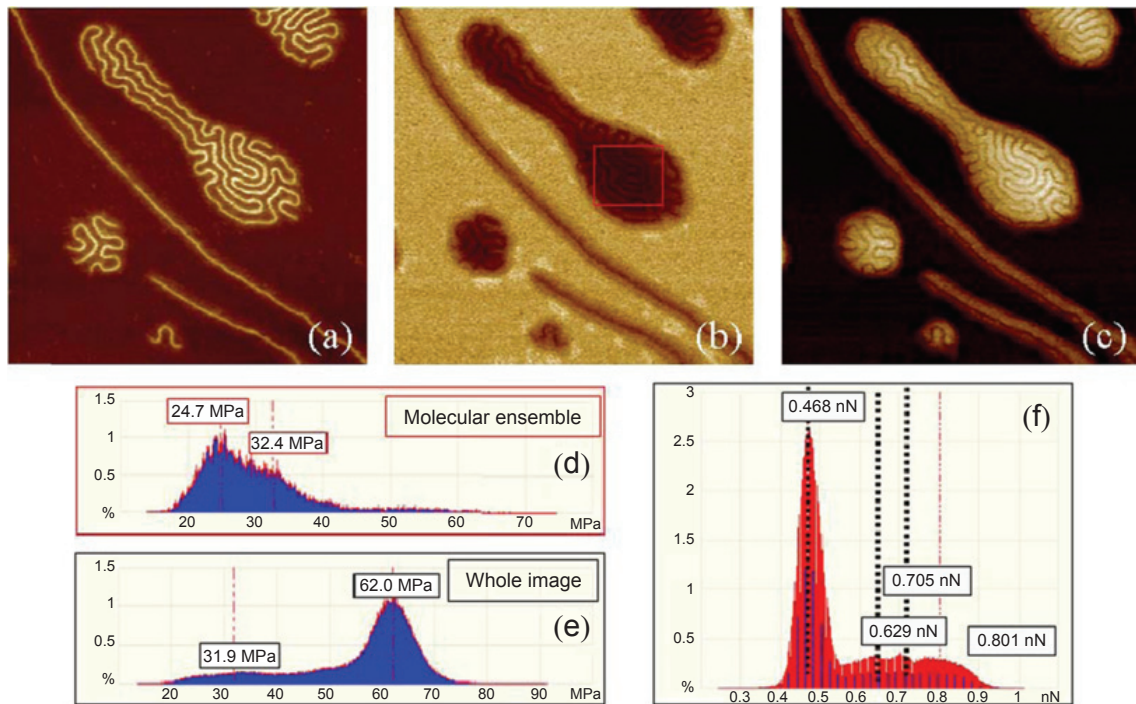 (a)
(b)
(c)
1.5
24.7 MPa
Molecular ensemble
1
32.4 MPa
(d)
0.5
%
20 30 40 50 60 70 MPa
1.5
62.0 MPa
Whole image
1
(e)
0.5
31.9 MPa
%
20 30 40 50 60 70 80 90 MPa
3
0.468 nN
(f)
2.5
2
1.5
1
0.705 nN
0.629 nN
0.5
0.801 nN
%
0.3 0.4 0.5 0.6 0.7 0.8 0.9 1 nN